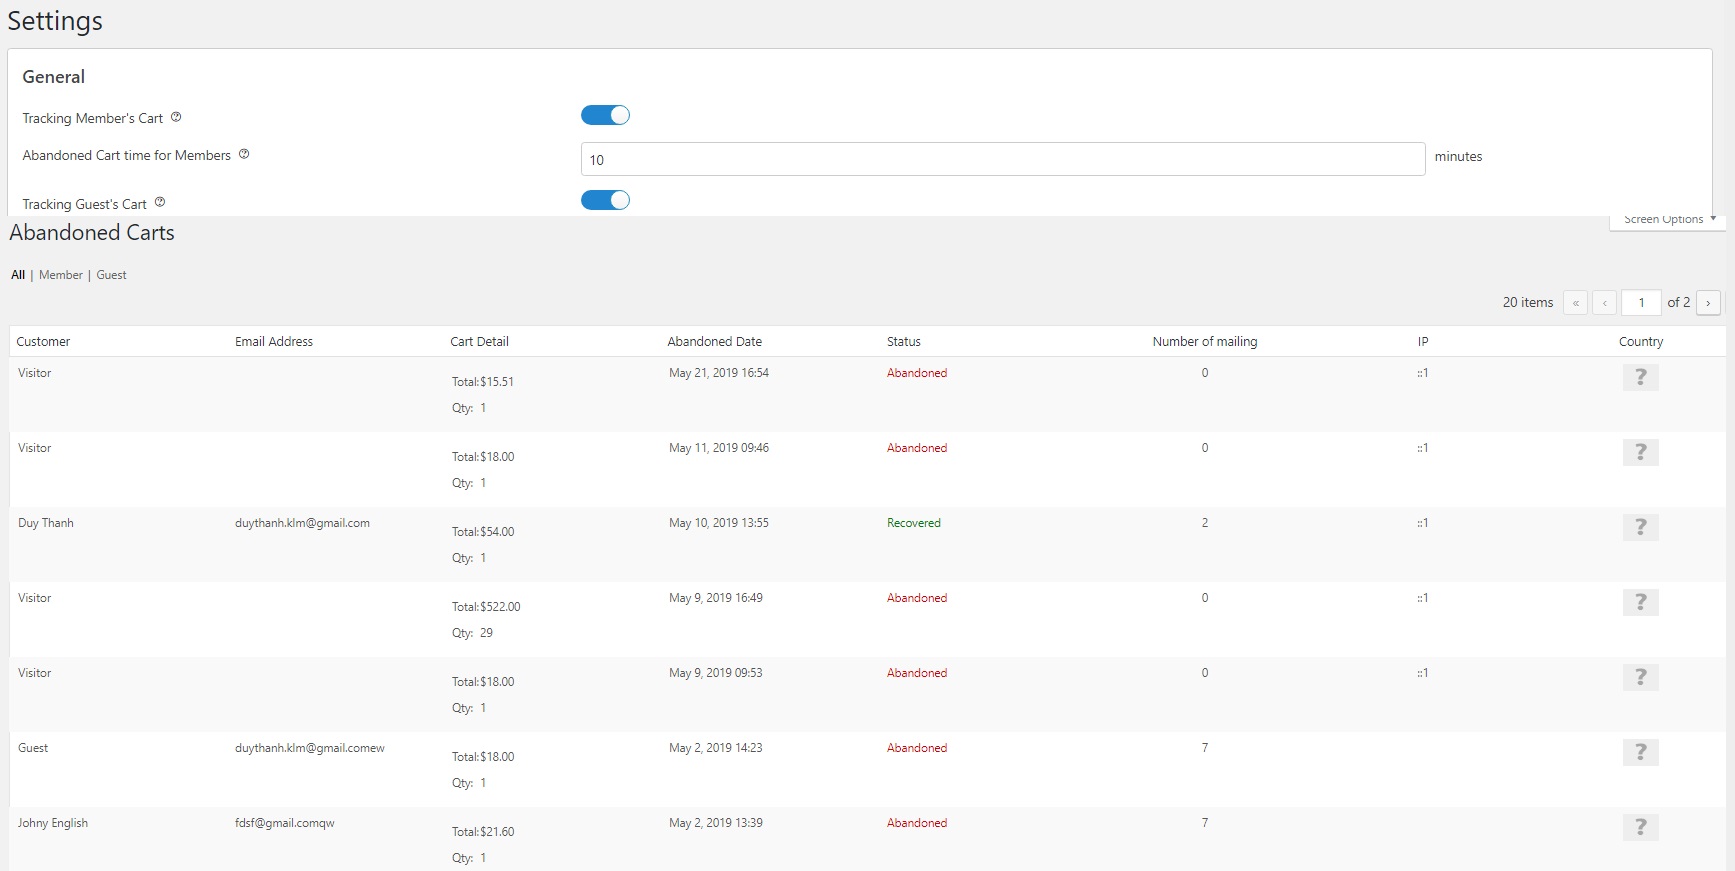 Settings
General
Tracking Member's Cart ?
Abandoned Cart time for Members ? 10 minutes
Tracking Guest's Cart ?
Screen Options ▼
Abandoned Carts
All | Member | Guest
20 items « ‹ 1 of 2 ›
Customer Email Address Cart Detail Abandoned Date Status Number of mailing IP Country
Visitor May 21, 2019 16:54 Abandoned 0 ::1 ?
Total:$15.51
Qty: 1
Visitor May 11, 2019 09:46 Abandoned 0 ::1 ?
Total:$18.00
Qty: 1
Duy Thanh duythanh.klm@gmail.com May 10, 2019 13:55 Recovered 2 ::1 ?
Total:$54.00
Qty: 1
Visitor May 9, 2019 16:49 Abandoned 0 ::1 ?
Total:$522.00
Qty: 29
Visitor May 9, 2019 09:53 Abandoned 0 ::1 ?
Total:$18.00
Qty: 1
Guest duythanh.klm@gmail.comew May 2, 2019 14:23 Abandoned 7 ?
Total:$18.00
Qty: 1
Johny English fdsf@gmail.comqw May 2, 2019 13:39 Abandoned 7 ?
Total:$21.60
Qty: 1